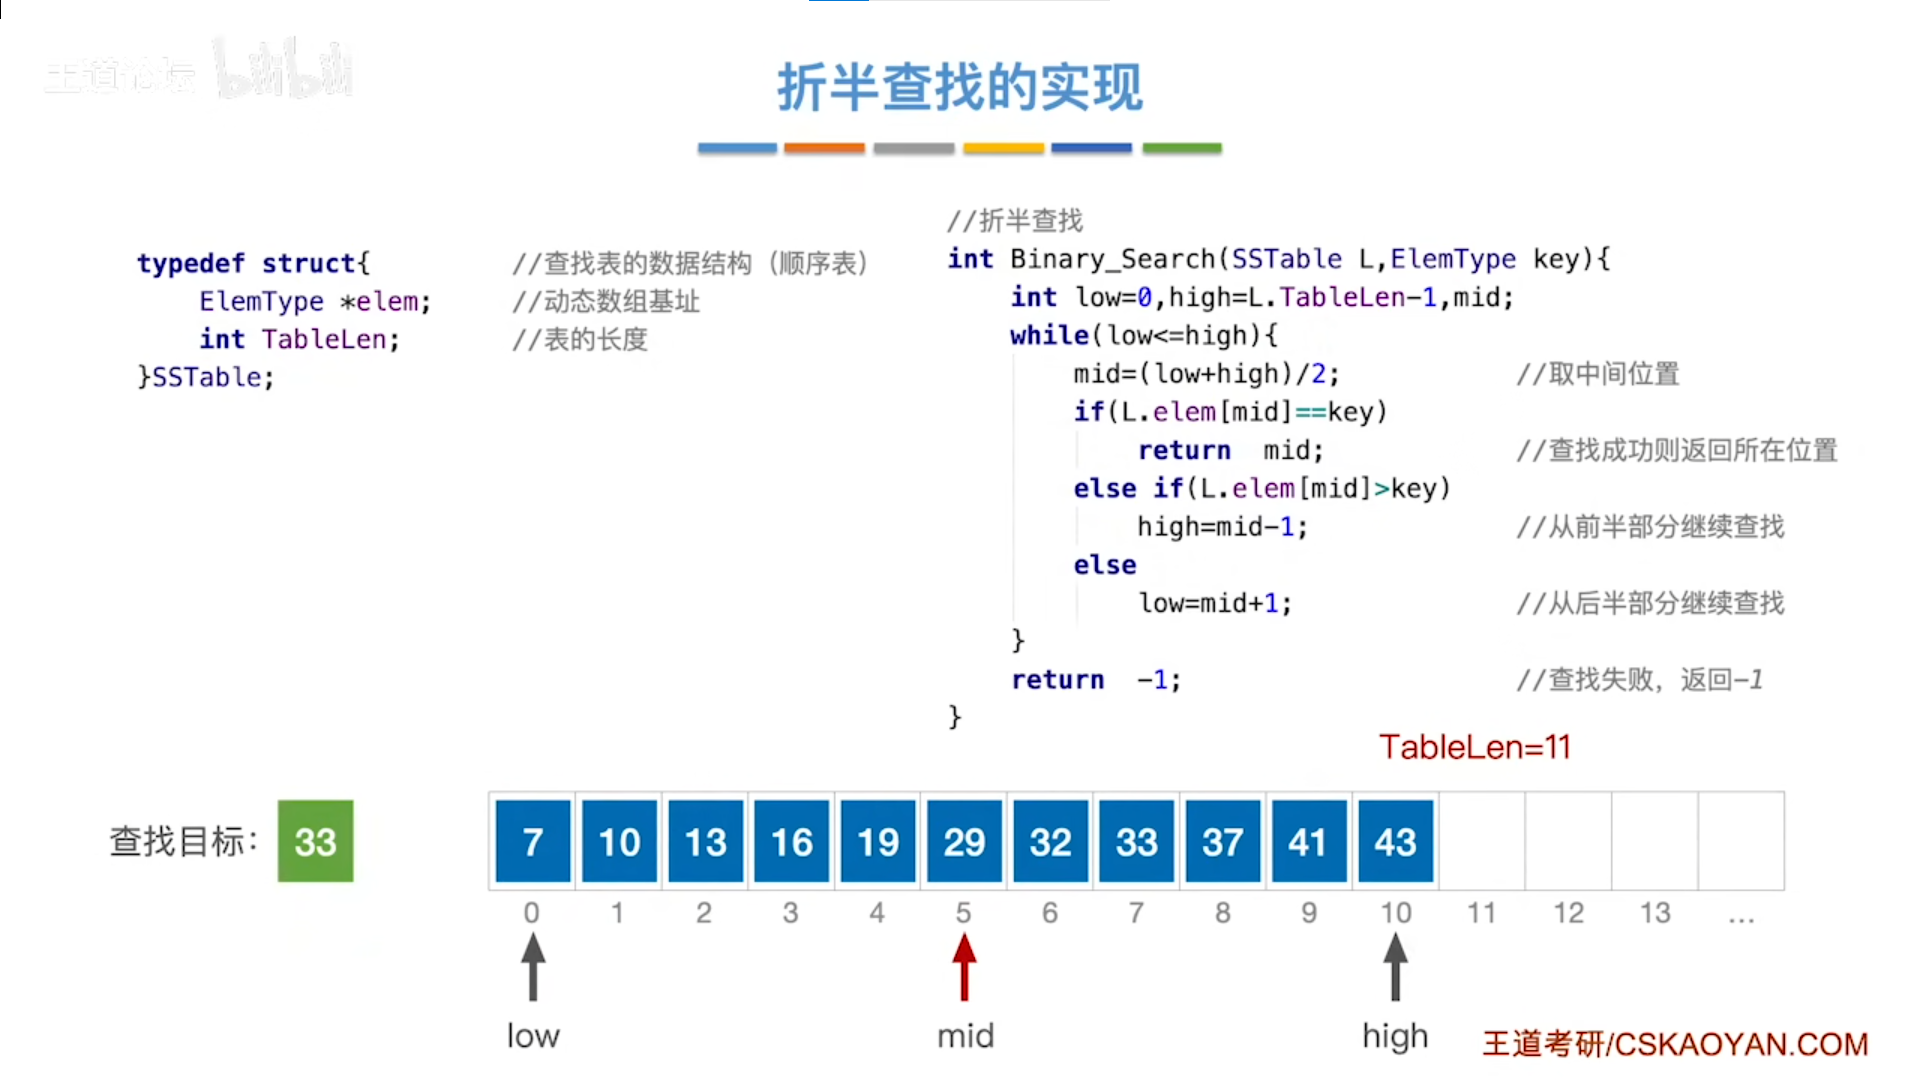 王道论坛 bilibili
折半查找的实现
typedef struct{ //查找表的数据结构（顺序表）
ElemType *elem; //动态数组基址
int TableLen; //表的长度
}SSTable;
//折半查找
int Binary_Search(SSTable L,ElemType key){
int low=0,high=L.TableLen-1,mid;
while(low<=high){
mid=(low+high)/2; //取中间位置
if(L.elem[mid]==key)
return mid; //查找成功则返回所在位置
else if(L.elem[mid]>key)
high=mid-1; //从前半部分继续查找
else
low=mid+1; //从后半部分继续查找
}
return -1; //查找失败，返回-1
}
TableLen=11
查找目标： 33 7 10 13 16 19 29 32 33 37 41 43
0 1 2 3 4 5 6 7 8 9 10 11 12 13 ...
low mid high
王道考研/CSKAOYAN.COM